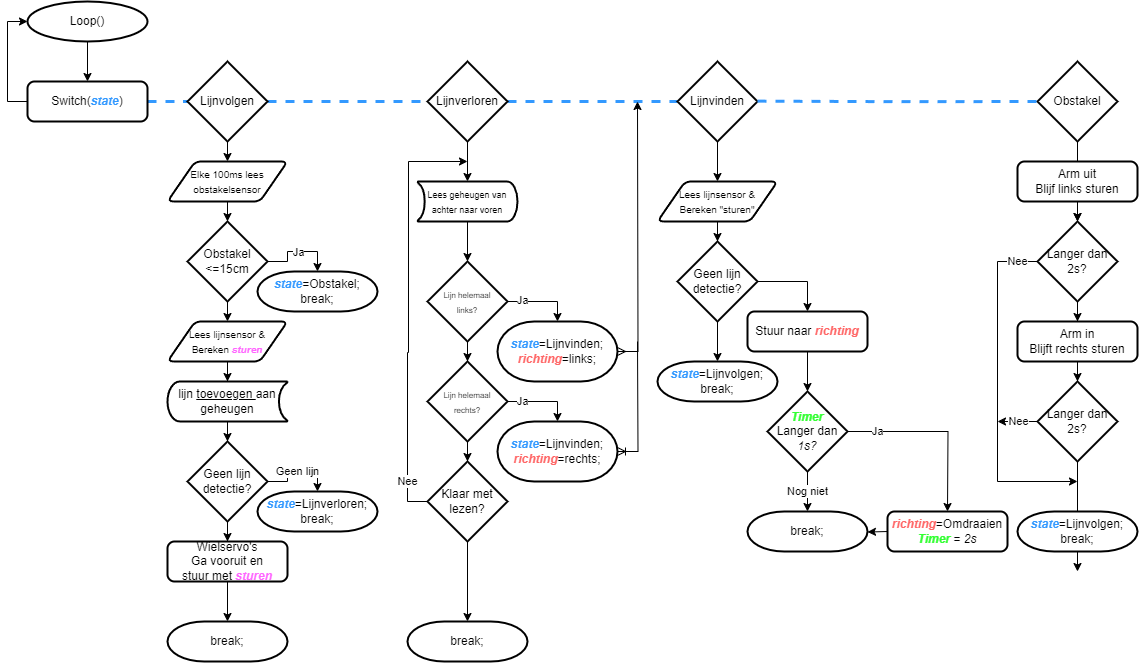 Loop()
Switch(state)
Lijnvolgen
Elke 100ms lees
obstakelsensor
Obstakel
<=15cm
Ja
state=Obstakel;
break;
Lees lijnsensor &
Bereken sturen
lijn toevoegen aan
geheugen
Geen lijn
detectie?
Geen lijn
state=Lijnverloren;
break;
Wielservo's
Ga vooruit en
stuur met sturen
break;
Lijnverloren
Lees geheugen van
achter naar voren
Lijn helemaal
links?
Ja
state=Lijnvinden;
richting=links;
Lijn helemaal
rechts?
Ja
state=Lijnvinden;
richting=rechts;
Nee
Klaar met
lezen?
break;
Lijnvinden
Lees lijnsensor &
Bereken "sturen"
Geen lijn
detectie?
Stuur naar richting
state=Lijnvolgen;
break;
Timer
Langer dan
1s?
Ja
Nog niet
break;
richting=Omdraaien
Timer = 2s
Obstakel
Arm uit
Blijf links sturen
Langer dan
2s?
Nee
Arm in
Blijft rechts sturen
Langer dan
2s?
Nee
state=Lijnvolgen;
break;